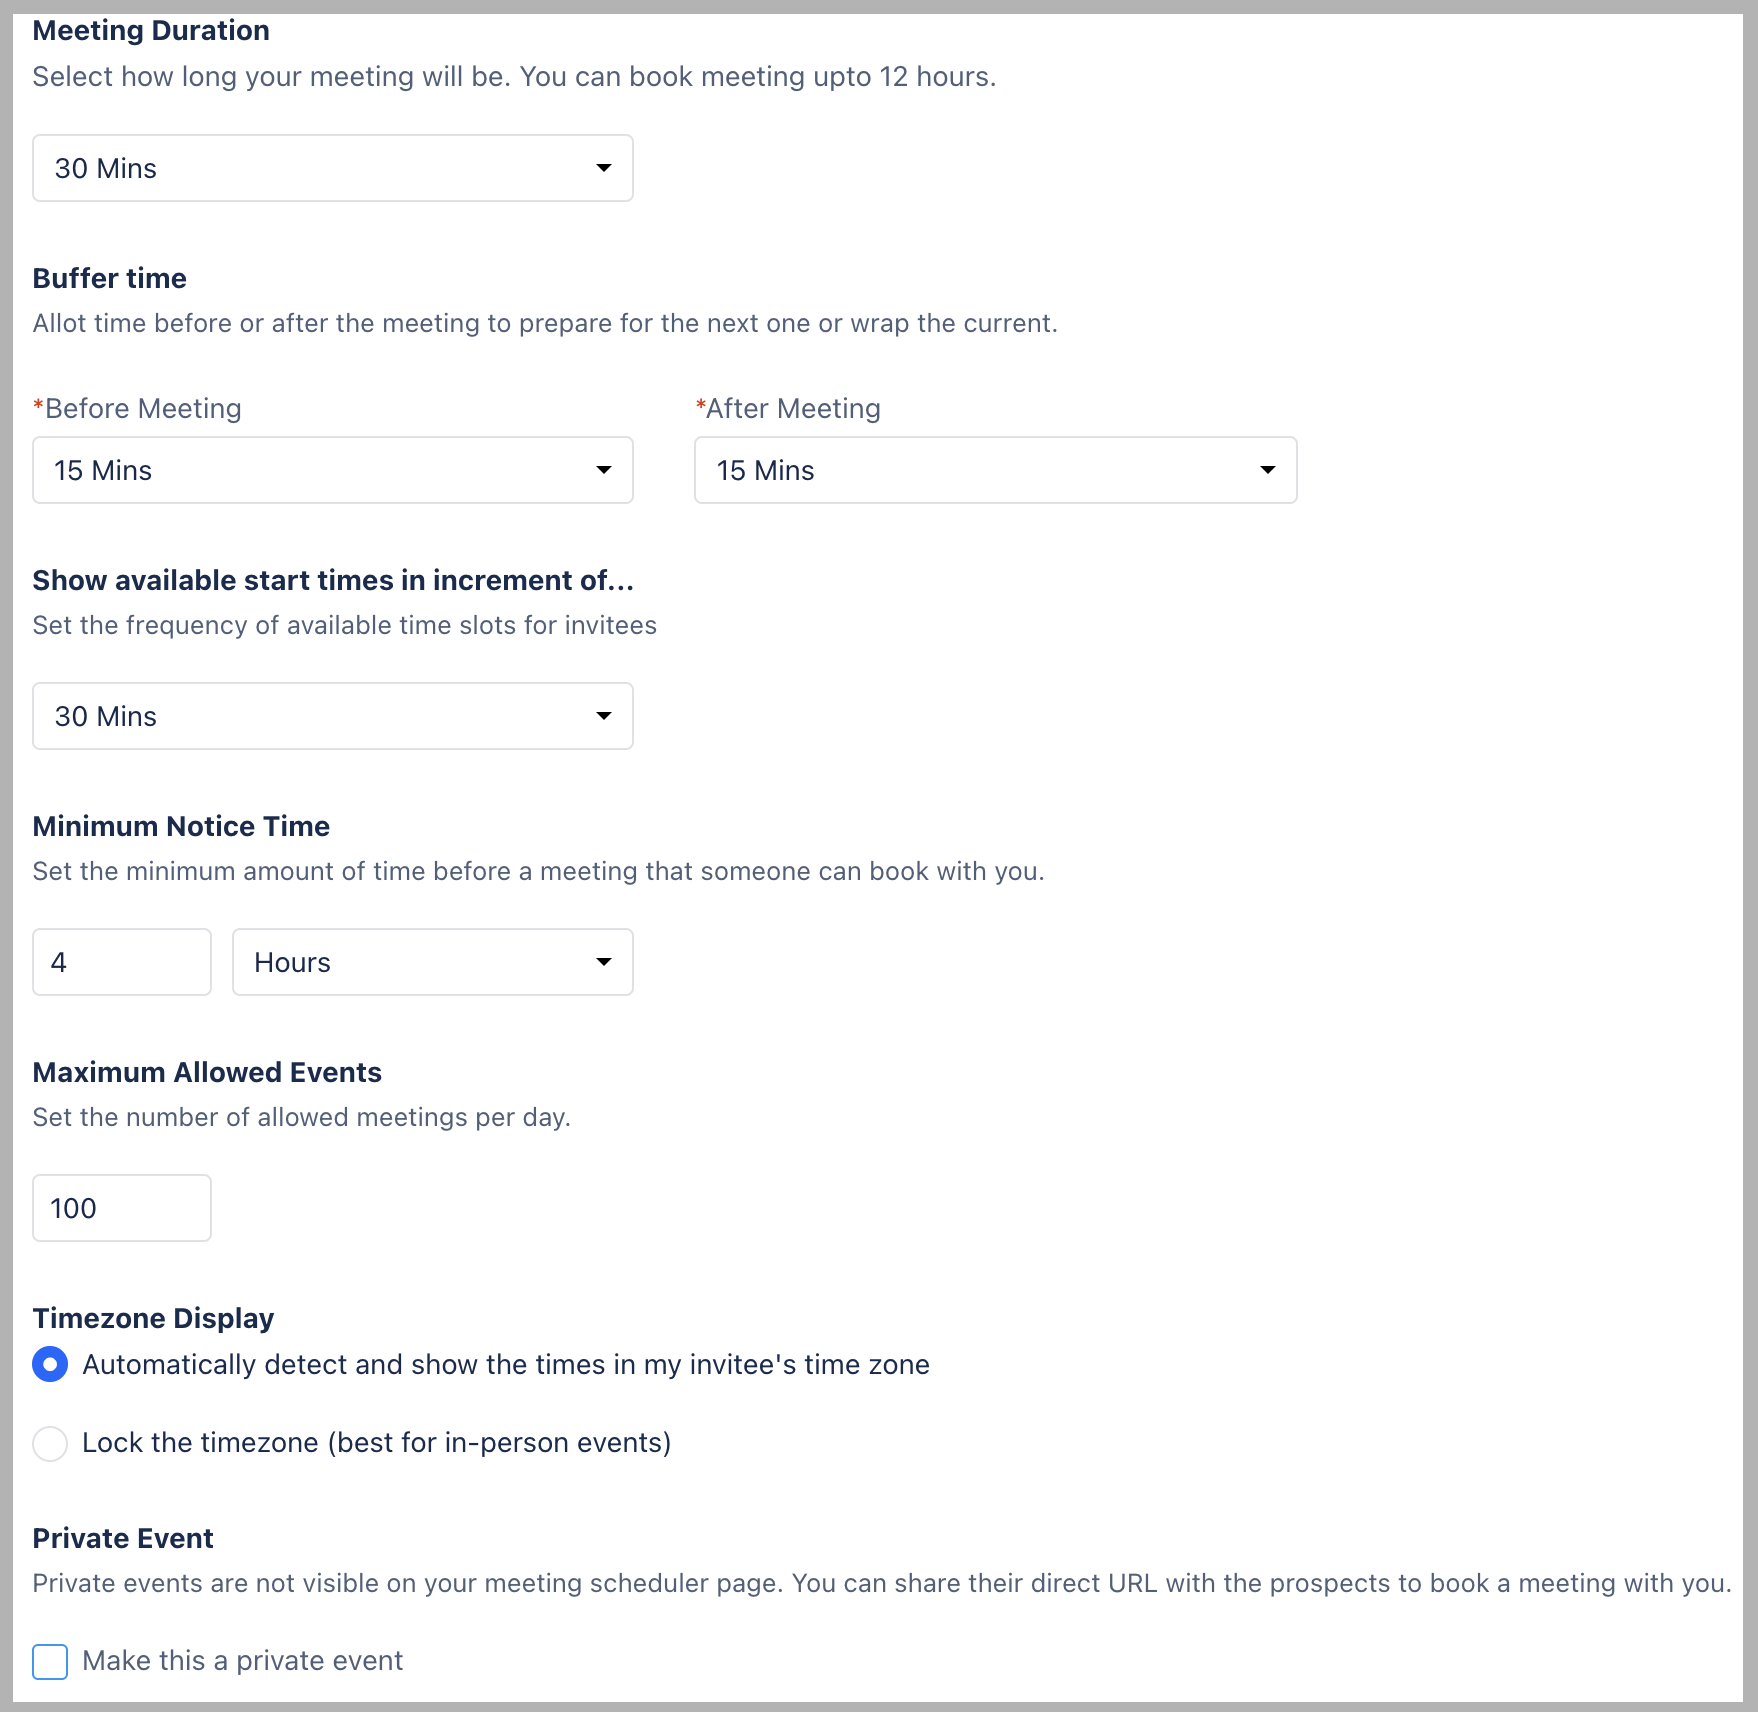 Meeting Duration
Select how long your meeting will be. You can book meeting upto 12 hours.
30 Mins
Buffer time
Allot time before or after the meeting to prepare for the next one or wrap the current.
*Before Meeting
*After Meeting
15 Mins
15 Mins
Show available start times in increment of...
Set the frequency of available time slots for invitees
30 Mins
Minimum Notice Time
Set the minimum amount of time before a meeting that someone can book with you.
4
Hours
Maximum Allowed Events
Set the number of allowed meetings per day.
100
Timezone Display
Automatically detect and show the times in my invitee's time zone
Lock the timezone (best for in-person events)
Private Event
Private events are not visible on your meeting scheduler page. You can share their direct URL with the prospects to book a meeting with you.
Make this a private event